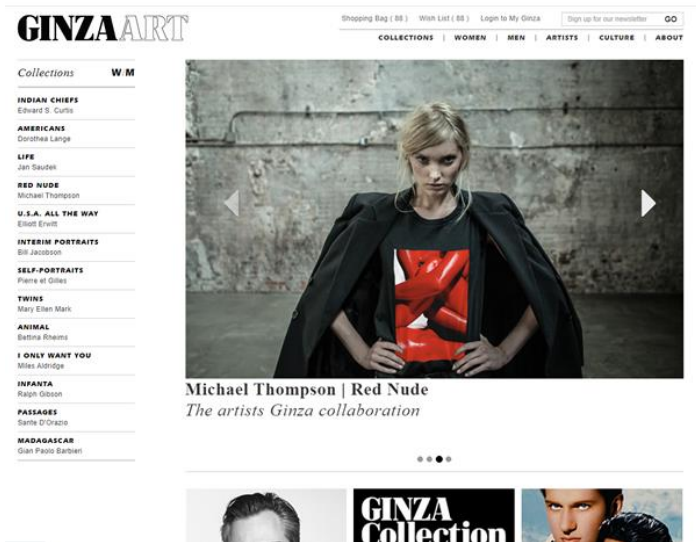 GINZAART
Shopping Bag ( 88 ) Wish List ( 88 ) Login to My Ginza Sign up for our newsletter GO
COLLECTIONS | WOMEN | MEN | ARTISTS | CULTURE | ABOUT
Collections W/M
INDIAN CHIEFS
Edward S. Curtis
AMERICANS
Dorothea Lange
LIFE
Jan Saudek
RED NUDE
Michael Thompson
U.S.A. ALL THE WAY
Elliott Erwitt
INTERIM PORTRAITS
Bill Jacobson
SELF-PORTRAITS
Pierre et Gilles
TWINS
Mary Ellen Mark
ANIMAL
Bettina Rheims
I ONLY WANT YOU
Miles Aldridge
INFANTA
Ralph Gibson
PASSAGES
Sante D'Orazio
MADAGASCAR
Gian Paolo Barbieri
Michael Thompson | Red Nude
The artists Ginza collaboration
GINZA
Collection